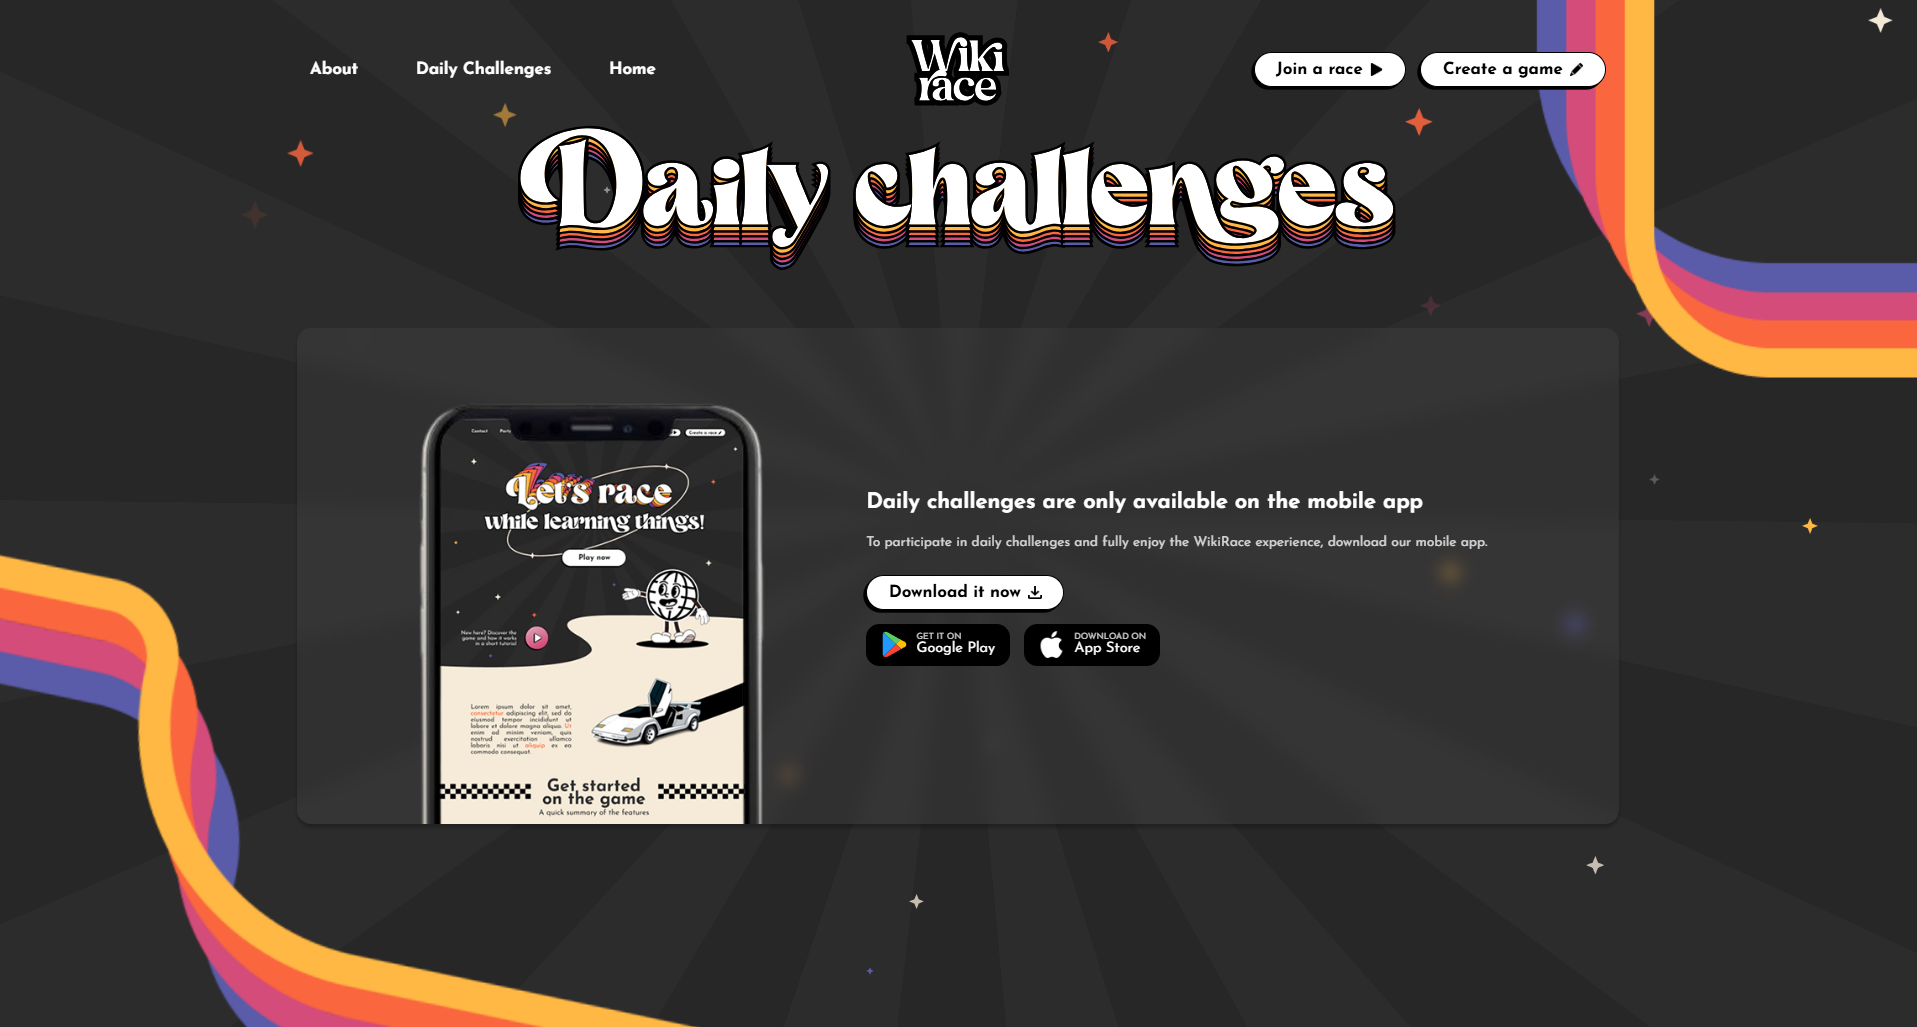 About
Daily Challenges
Home
Wiki
race
Join a race
Create a game
Daily challenges
Contact
Create a race
Let's race
while learning things!
Play now
New here? Discover the
game and how it works
in a short tutorial
Lorem ipsum dolor sit amet,
consectetur adipiscing elit, sed do
eiusmod tempor incididunt ut
labore et dolore magna aliqua. Ut
enim ad minim veniam, quis
nostrud exercitation ullamco
laboris nisi ut aliquip ex ea
commodo consequat.
Get started
on the game
A quick summary of the features
Daily challenges are only available on the mobile app
To participate in daily challenges and fully enjoy the WikiRace experience, download our mobile app.
Download it now
GET IT ON
Google Play
DOWNLOAD ON
App Store